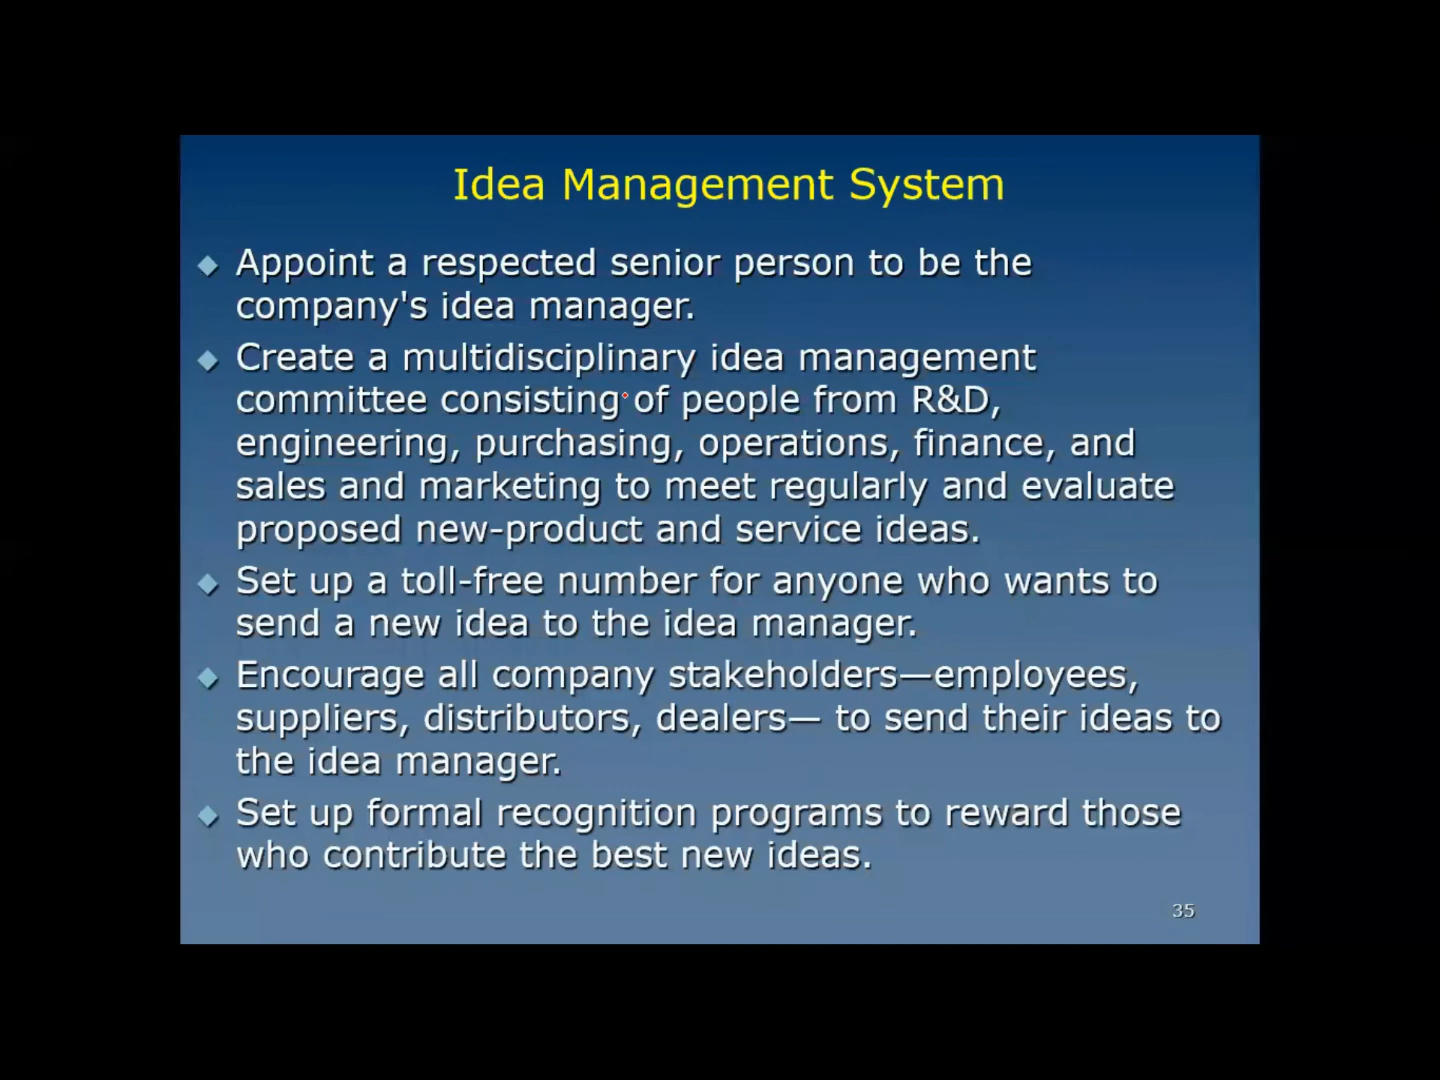 Idea Management System
Appoint a respected senior person to be the
company's idea manager.
Create a multidisciplinary idea management
committee consisting of people from R&D,
engineering, purchasing, operations, finance, and
sales and marketing to meet regularly and evaluate
proposed new-product and service ideas.
Set up a toll-free number for anyone who wants to
send a new idea to the idea manager.
Encourage all company stakeholders—employees,
suppliers, distributors, dealers— to send their ideas to
the idea manager.
Set up formal recognition programs to reward those
who contribute the best new ideas.
35